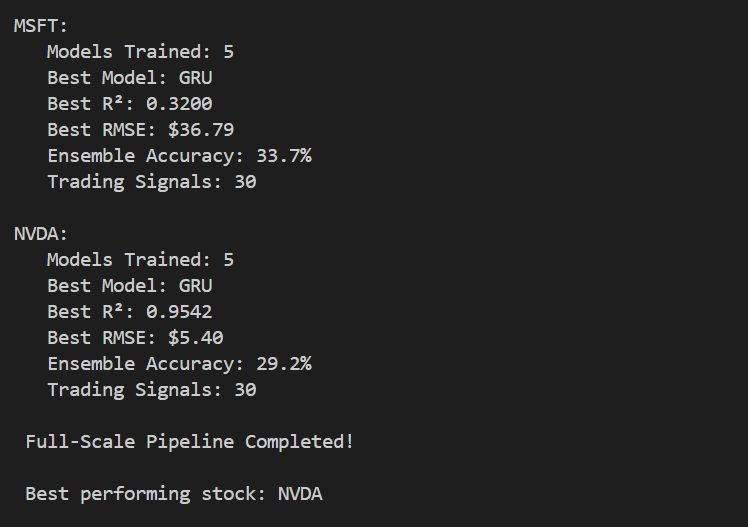 MSFT:
Models Trained: 5
Best Model: GRU
Best R²: 0.3200
Best RMSE: $36.79
Ensemble Accuracy: 33.7%
Trading Signals: 30
NVDA:
Models Trained: 5
Best Model: GRU
Best R²: 0.9542
Best RMSE: $5.40
Ensemble Accuracy: 29.2%
Trading Signals: 30
Full-Scale Pipeline Completed!
Best performing stock: NVDA